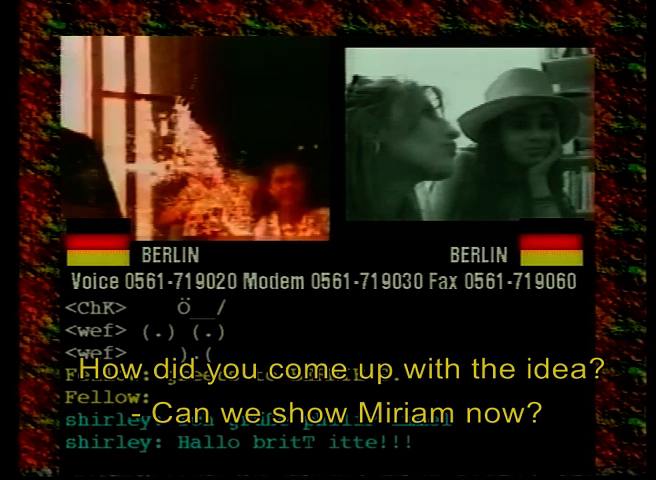 BERLIN
BERLIN
Voice 0561-719020 Modem 0561-719030 Fax 0561-719060
<ChK> Ö__/
<wef> (.) (.)
<wef> ).(
How did you come up with the idea?
Fellow:
- Can we show Miriam now?
shirley:
shirley: Hallo britT itte!!!